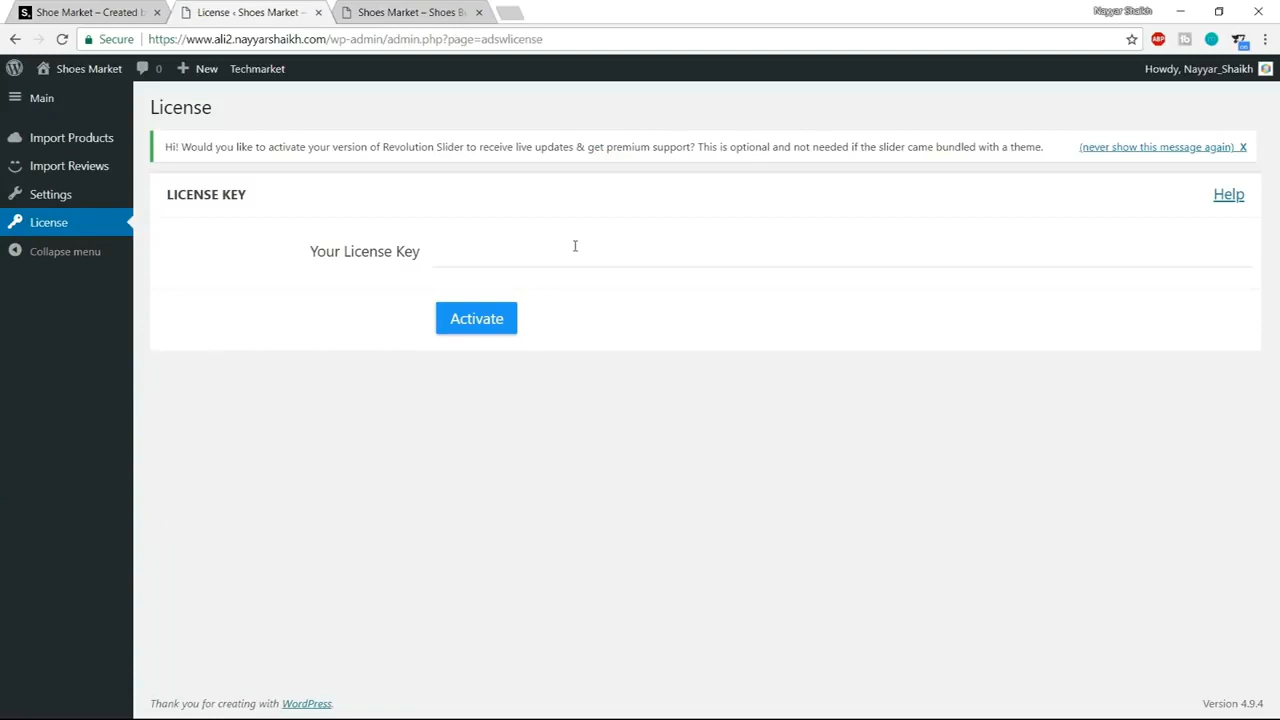 Shoe Market – Created b
License ‹ Shoes Market –
Shoes Market – Shoes B
Nayyar Shaikh
Secure
https://www.ali2.nayyarshaikh.com/wp-admin/admin.php?page=adswlicense
Shoes Market
0
New
Techmarket
Howdy, Nayyar_Shaikh
Main
Import Products
Import Reviews
Settings
License
Collapse menu
License
Hi! Would you like to activate your version of Revolution Slider to receive live updates & get premium support? This is optional and not needed if the slider came bundled with a theme.
(never show this message again) X
LICENSE KEY
Help
Your License Key
Activate
Thank you for creating with WordPress.
Version 4.9.4